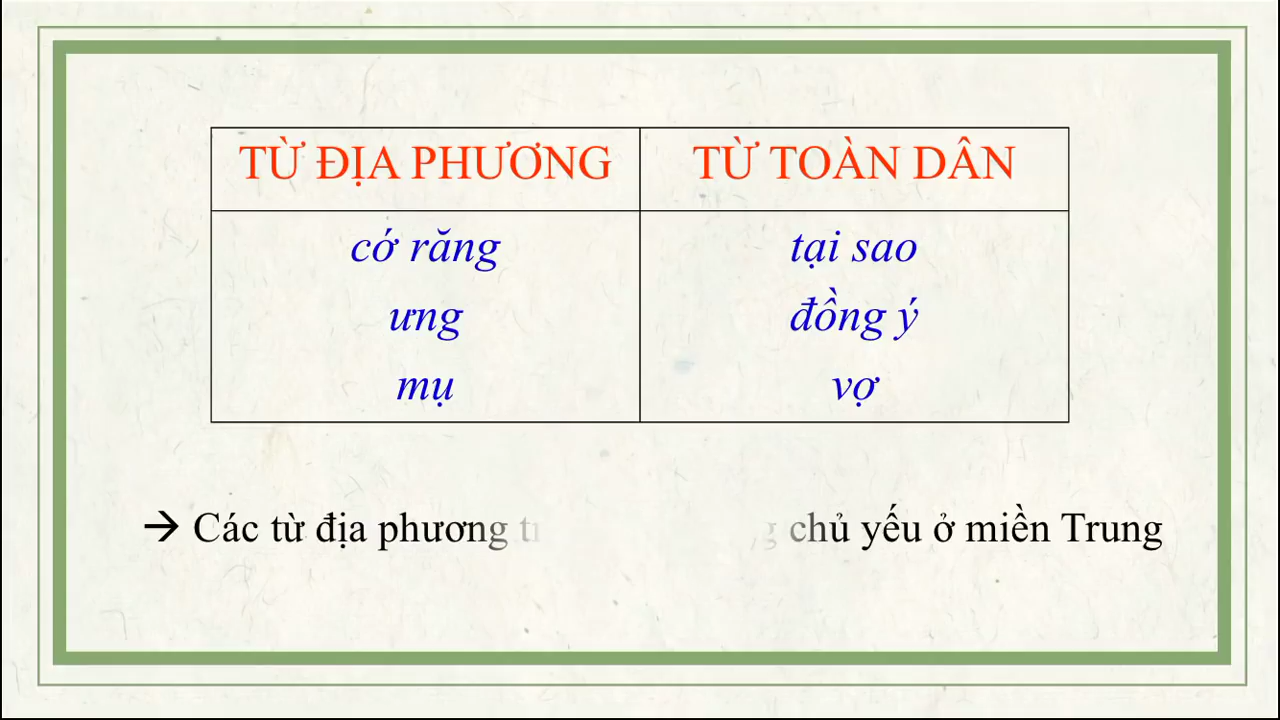 TỪ ĐỊA PHƯƠNG TỪ TOÀN DÂN
cớ răng tại sao
ưng đồng ý
mụ vợ
→ Các từ địa phương chủ yếu ở miền Trung